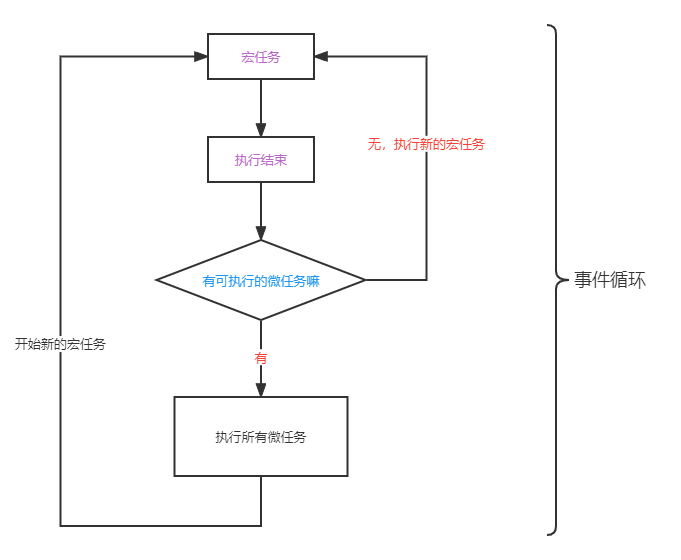 宏任务
执行结束
无，执行新的宏任务
有可执行的微任务嘛
事件循环
开始新的宏任务
有
执行所有微任务